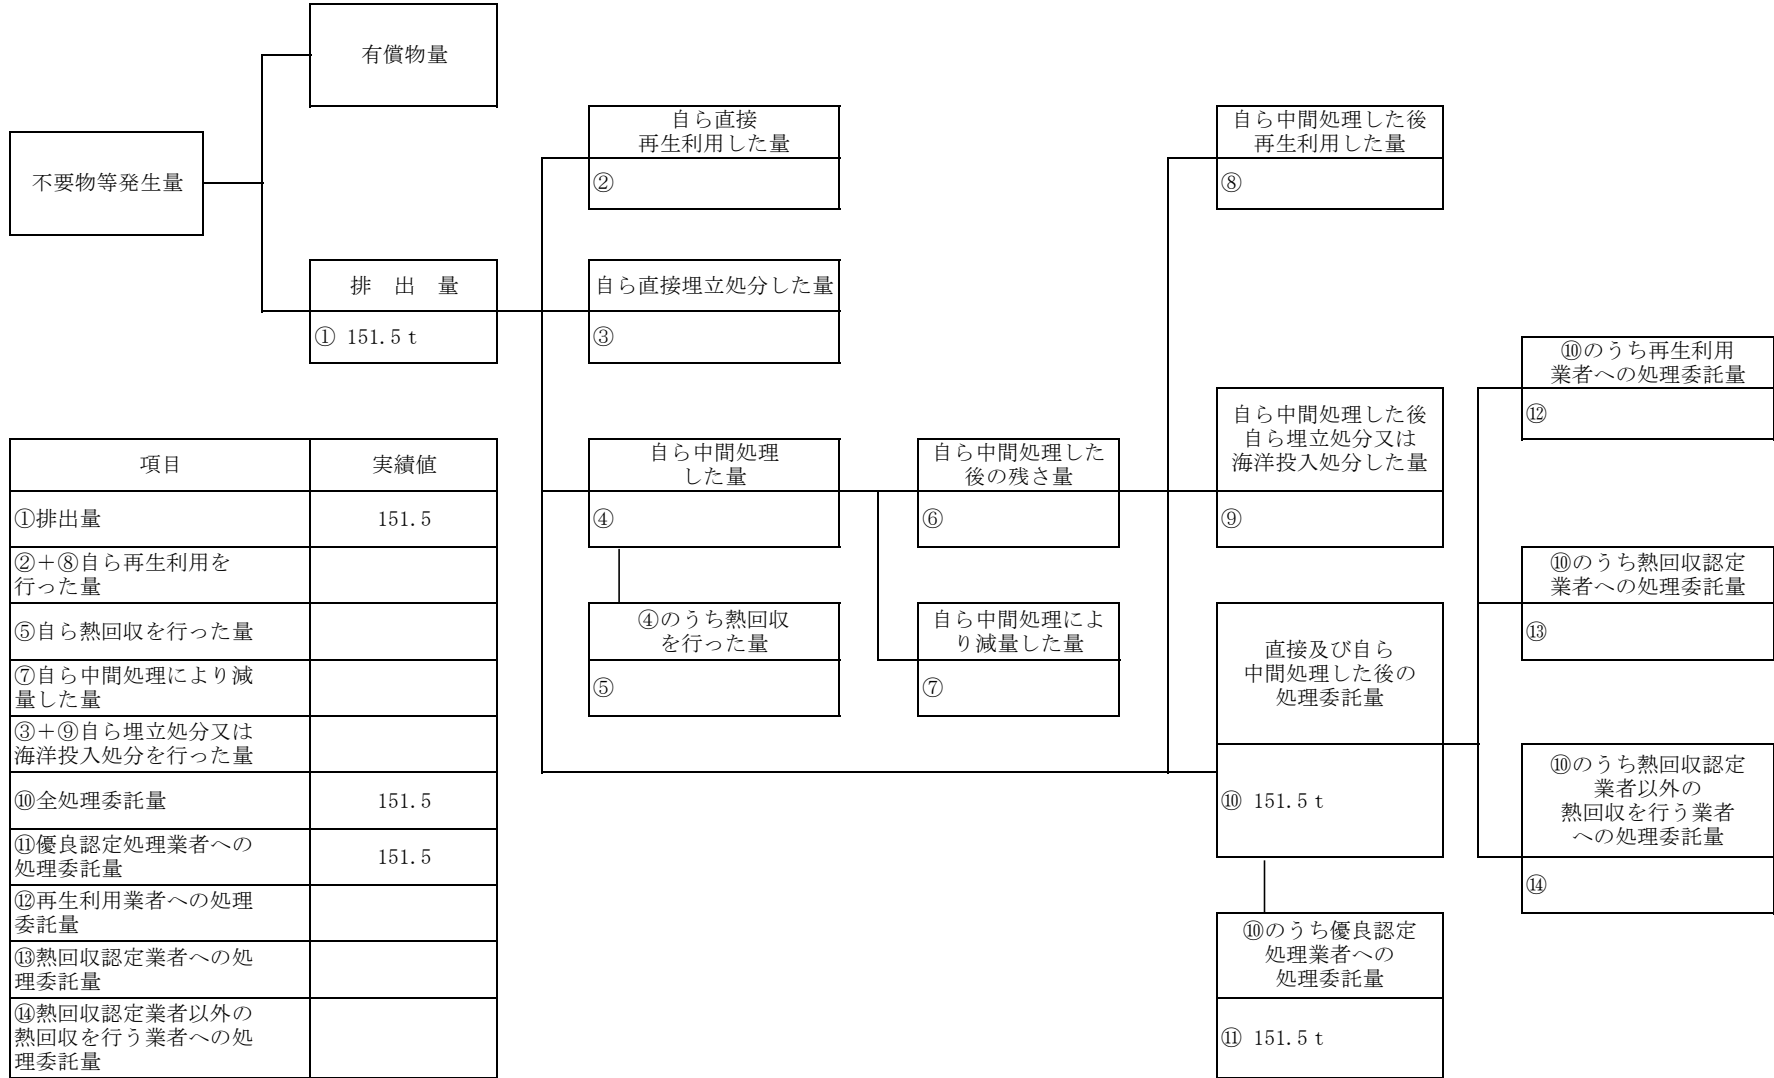 有償物量
不要物等発生量
排　出　量
① 151.5 t
自ら直接
再生利用した量
②
自ら直接埋立処分した量
③
自ら中間処理
した量
④
④のうち熱回収
を行った量
⑤
自ら中間処理した
後の残さ量
⑥
自ら中間処理によ
り減量した量
⑦
自ら中間処理した後
再生利用した量
⑧
自ら中間処理した後
自ら埋立処分又は
海洋投入処分した量
⑨
直接及び自ら
中間処理した後の
処理委託量
⑩ 151.5 t
⑩のうち優良認定
処理業者への
処理委託量
⑪ 151.5 t
⑩のうち再生利用
業者への処理委託量
⑫
⑩のうち熱回収認定
業者への処理委託量
⑬
⑩のうち熱回収認定
業者以外の
熱回収を行う業者
への処理委託量
⑭
項目 実績値
①排出量 151.5
②＋⑧自ら再生利用を
行った量
⑤自ら熱回収を行った量
⑦自ら中間処理により減
量した量
③＋⑨自ら埋立処分又は
海洋投入処分を行った量
⑩全処理委託量 151.5
⑪優良認定処理業者への
処理委託量 151.5
⑫再生利用業者への処理
委託量
⑬熱回収認定業者への処
理委託量
⑭熱回収認定業者以外の
熱回収を行う業者への処
理委託量